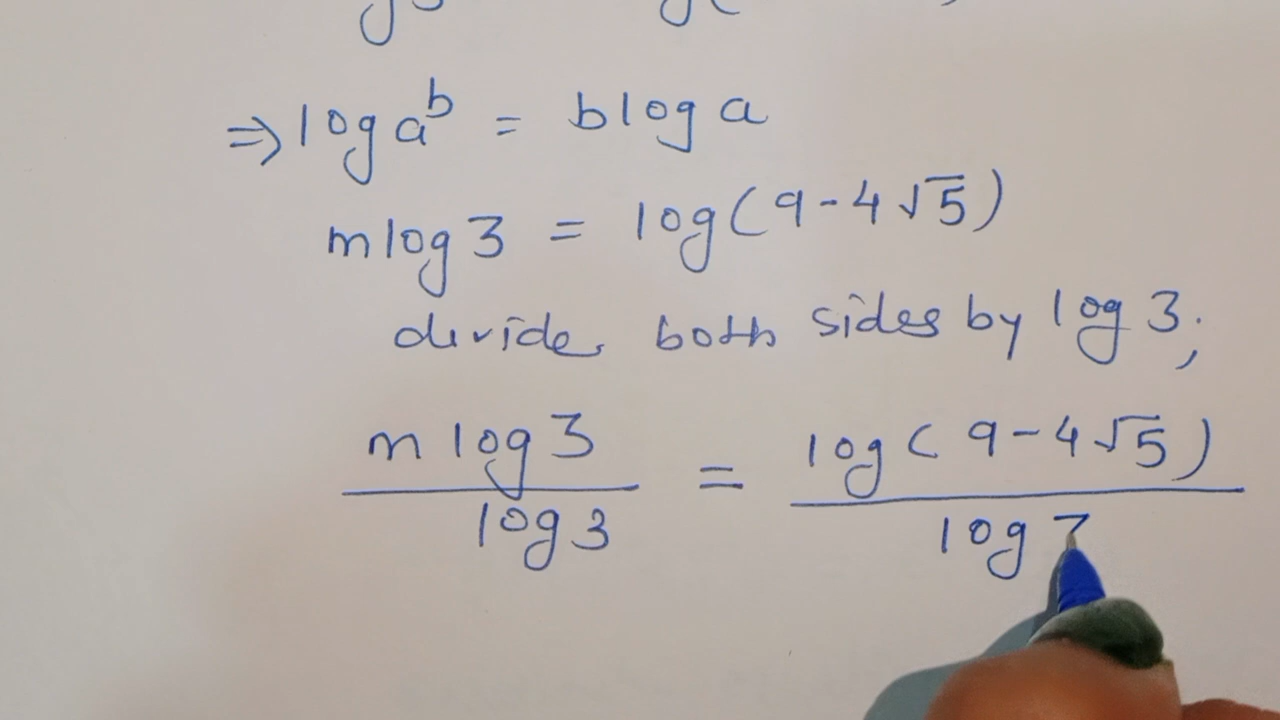 ⇒ log a^b = b log a
m log 3 = log(9-4√5)
divide both sides by log 3;
m log 3 / log 3 = log(9-4√5) / log